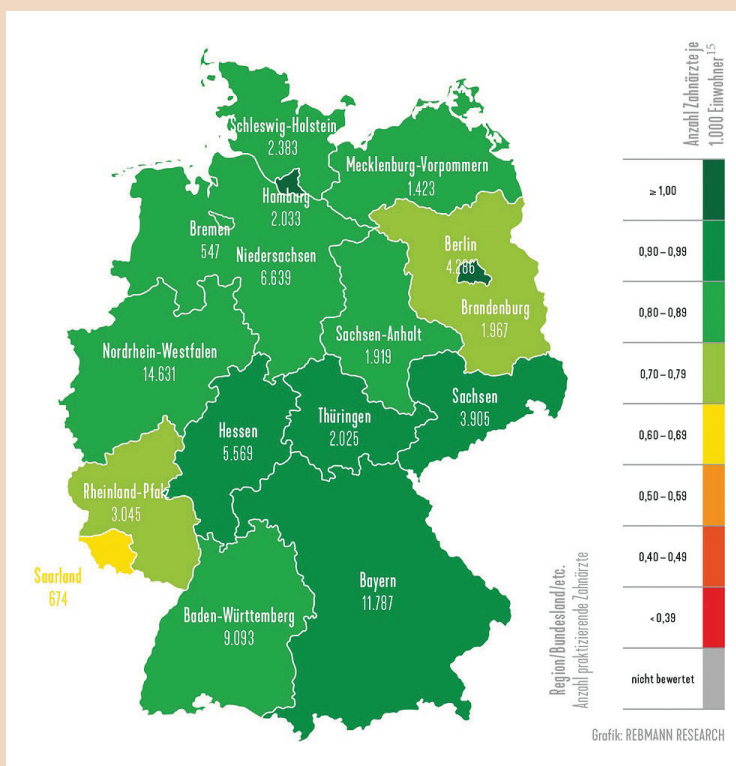 Schleswig-Holstein
2.383
Mecklenburg-Vorpommern
1.423
Hamburg
2.033
Bremen
547
Niedersachsen
6.639
Berlin
4.286
Brandenburg
1.967
Sachsen-Anhalt
1.919
Nordrhein-Westfalen
14.631
Sachsen
3.905
Thüringen
2.025
Hessen
5.569
Rheinland-Pfalz
3.045
Saarland
674
Bayern
11.787
Baden-Württemberg
9.093
Anzahl Zahnärzte je
1.000 Einwohner15
≥ 1,00
0,90 – 0,99
0,80 – 0,89
0,70 – 0,79
0,60 – 0,69
0,50 – 0,59
0,40 – 0,49
< 0,39
nicht bewertet
Region/Bundesland/etc.
Anzahl praktizierende Zahnärzte
Grafik: REBMANN RESEARCH